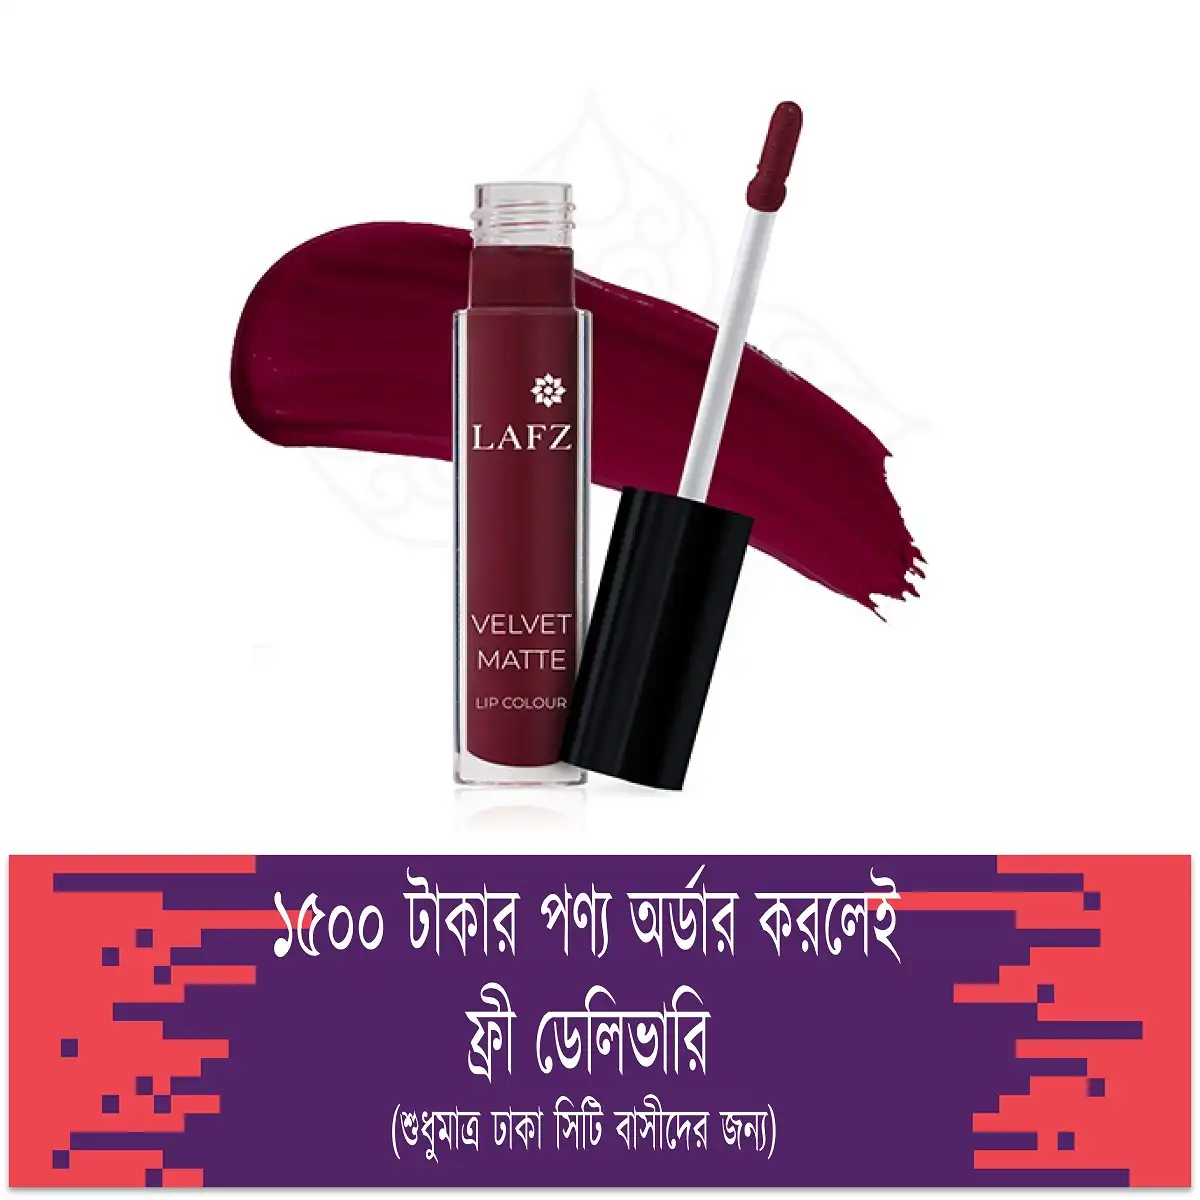 LAFZ
VELVET
MATTE
LIP COLOUR
১৫০০ টাকার পণ্য অর্ডার করলেই
ফ্রী ডেলিভারি
(শুধুমাত্র ঢাকা সিটি বাসীদের জন্য)